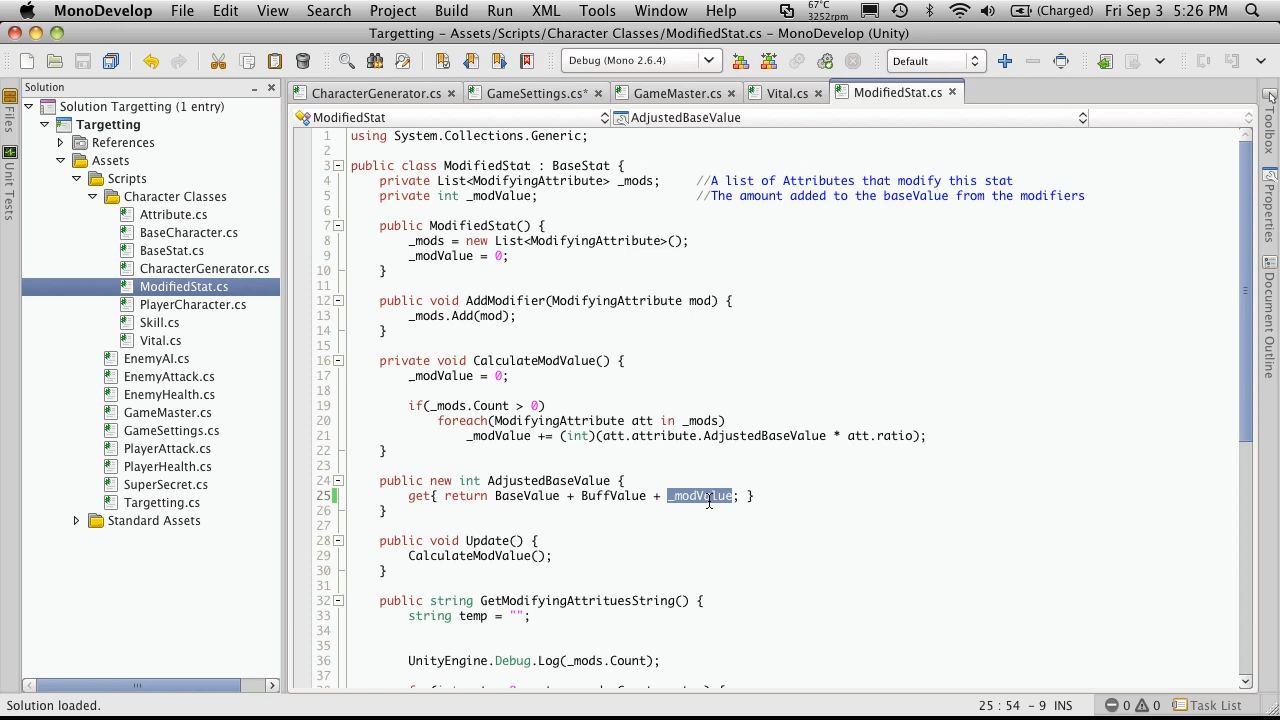 MonoDevelop File Edit View Search Project Build Run XML Tools Window Help 67°C 3252rpm (Charged) Fri Sep 3 5:26 PM
Targetting – Assets/Scripts/Character Classes/ModifiedStat.cs – MonoDevelop (Unity)
Debug (Mono 2.6.4) Default
Solution
CharacterGenerator.cs × GameSettings.cs* × GameMaster.cs × Vital.cs × ModifiedStat.cs ×
ModifiedStat AdjustedBaseValue
Files
Unit Tests
Solution Targetting (1 entry)
Targetting
References
Assets
Scripts
Character Classes
Attribute.cs
BaseCharacter.cs
BaseStat.cs
CharacterGenerator.cs
ModifiedStat.cs
PlayerCharacter.cs
Skill.cs
Vital.cs
EnemyAI.cs
EnemyAttack.cs
EnemyHealth.cs
GameMaster.cs
GameSettings.cs
PlayerAttack.cs
PlayerHealth.cs
SuperSecret.cs
Targetting.cs
Standard Assets
1 using System.Collections.Generic;
2
3 public class ModifiedStat : BaseStat {
4 private List<ModifyingAttribute> _mods; //A list of Attributes that modify this stat
5 private int _modValue; //The amount added to the baseValue from the modifiers
6
7 public ModifiedStat() {
8 _mods = new List<ModifyingAttribute>();
9 _modValue = 0;
10 }
11
12 public void AddModifier(ModifyingAttribute mod) {
13 _mods.Add(mod);
14 }
15
16 private void CalculateModValue() {
17 _modValue = 0;
18
19 if(_mods.Count > 0)
20 foreach(ModifyingAttribute att in _mods)
21 _modValue += (int)(att.attribute.AdjustedBaseValue * att.ratio);
22 }
23
24 public new int AdjustedBaseValue {
25 get{ return BaseValue + BuffValue + _modValue; }
26 }
27
28 public void Update() {
29 CalculateModValue();
30 }
31
32 public string GetModifyingAttrituesString() {
33 string temp = "";
34
35
36 UnityEngine.Debug.Log(_mods.Count);
37
Toolbox
Properties
Document Outline
Solution loaded. 25 : 54 – 9 INS 0 0 Task List